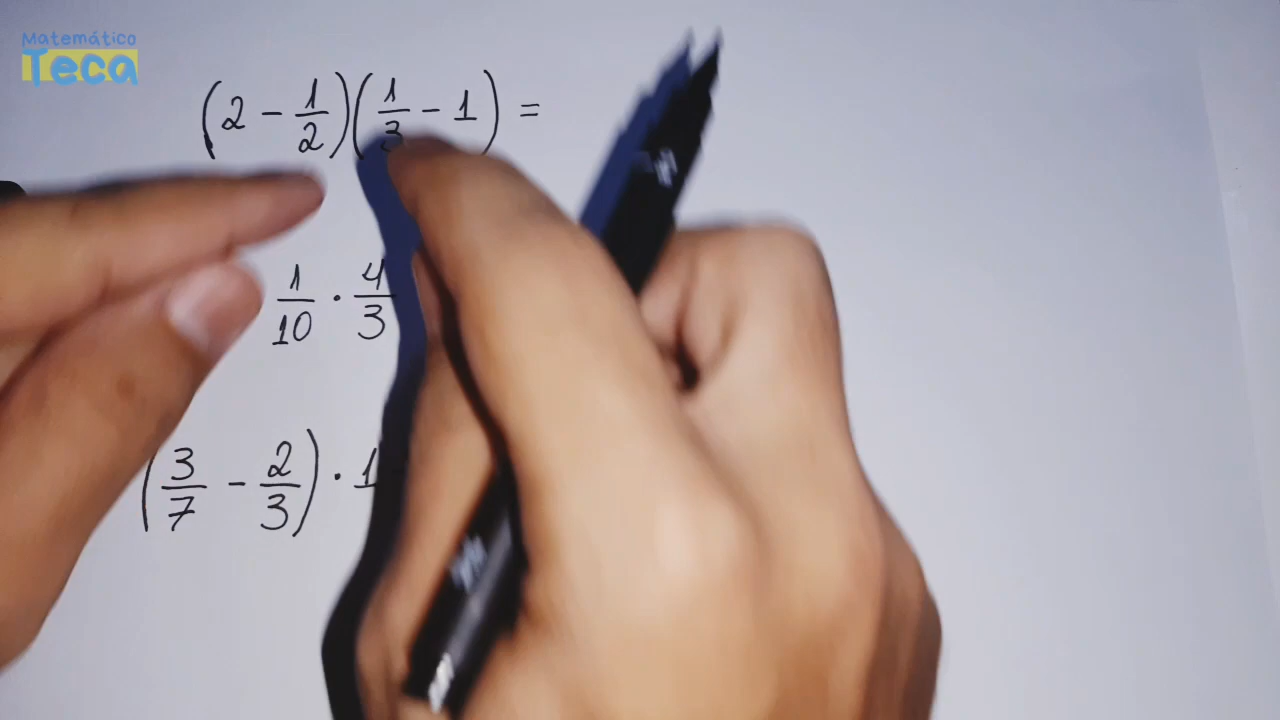 Matemático
Teca
(2 - 1/2)(1/3 - 1) =
1/10 · 4/3
(3/7 - 2/3) · 1